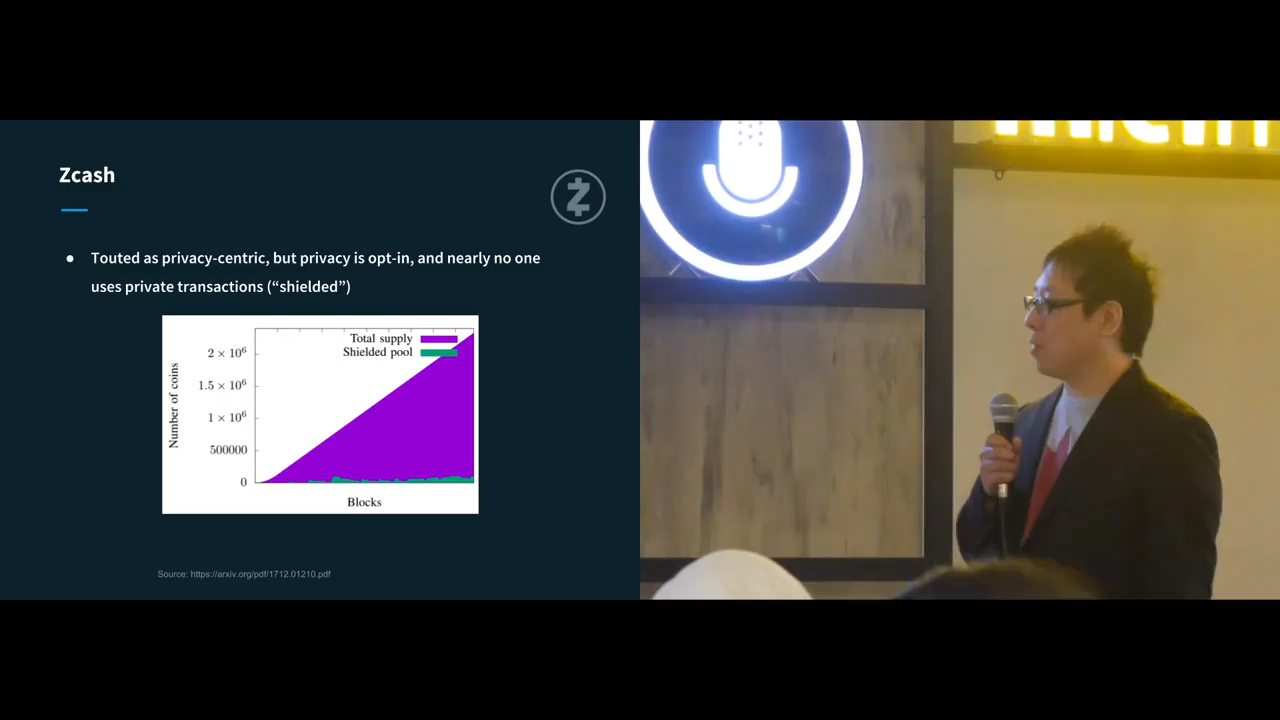 Zcash
● Touted as privacy-centric, but privacy is opt-in, and nearly no one
uses private transactions (“shielded”)
Total supply
Shielded pool
2 × 10⁶
1.5 × 10⁶
1 × 10⁶
500000
0
Number of coins
Blocks
Source: https://arxiv.org/pdf/1712.01210.pdf